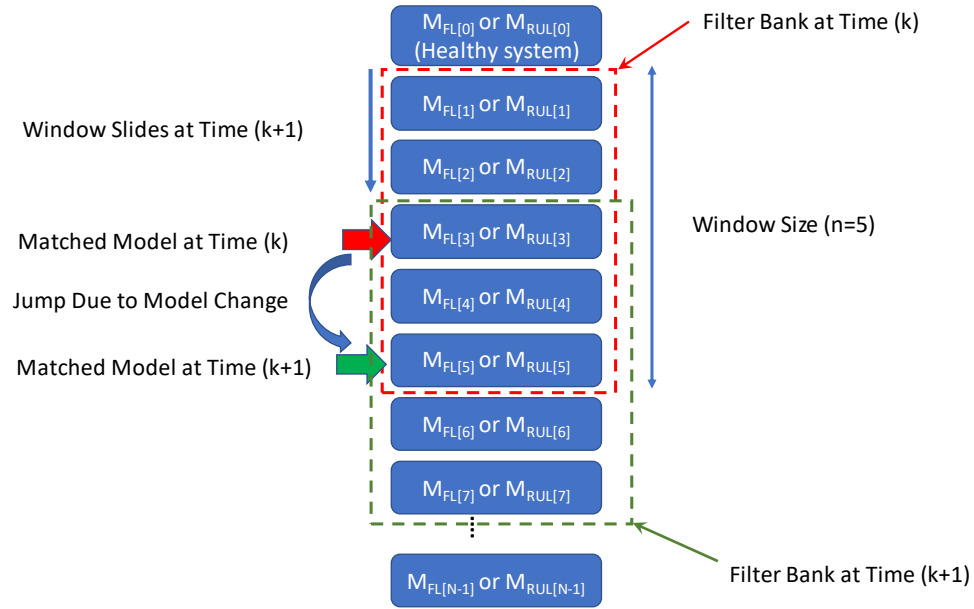 M_FL[0] or M_RUL[0]
(Healthy system)
Filter Bank at Time (k)
M_FL[1] or M_RUL[1]
Window Slides at Time (k+1)
M_FL[2] or M_RUL[2]
M_FL[3] or M_RUL[3]
Window Size (n=5)
Matched Model at Time (k)
M_FL[4] or M_RUL[4]
Jump Due to Model Change
M_FL[5] or M_RUL[5]
Matched Model at Time (k+1)
M_FL[6] or M_RUL[6]
M_FL[7] or M_RUL[7]
Filter Bank at Time (k+1)
M_FL[N-1] or M_RUL[N-1]